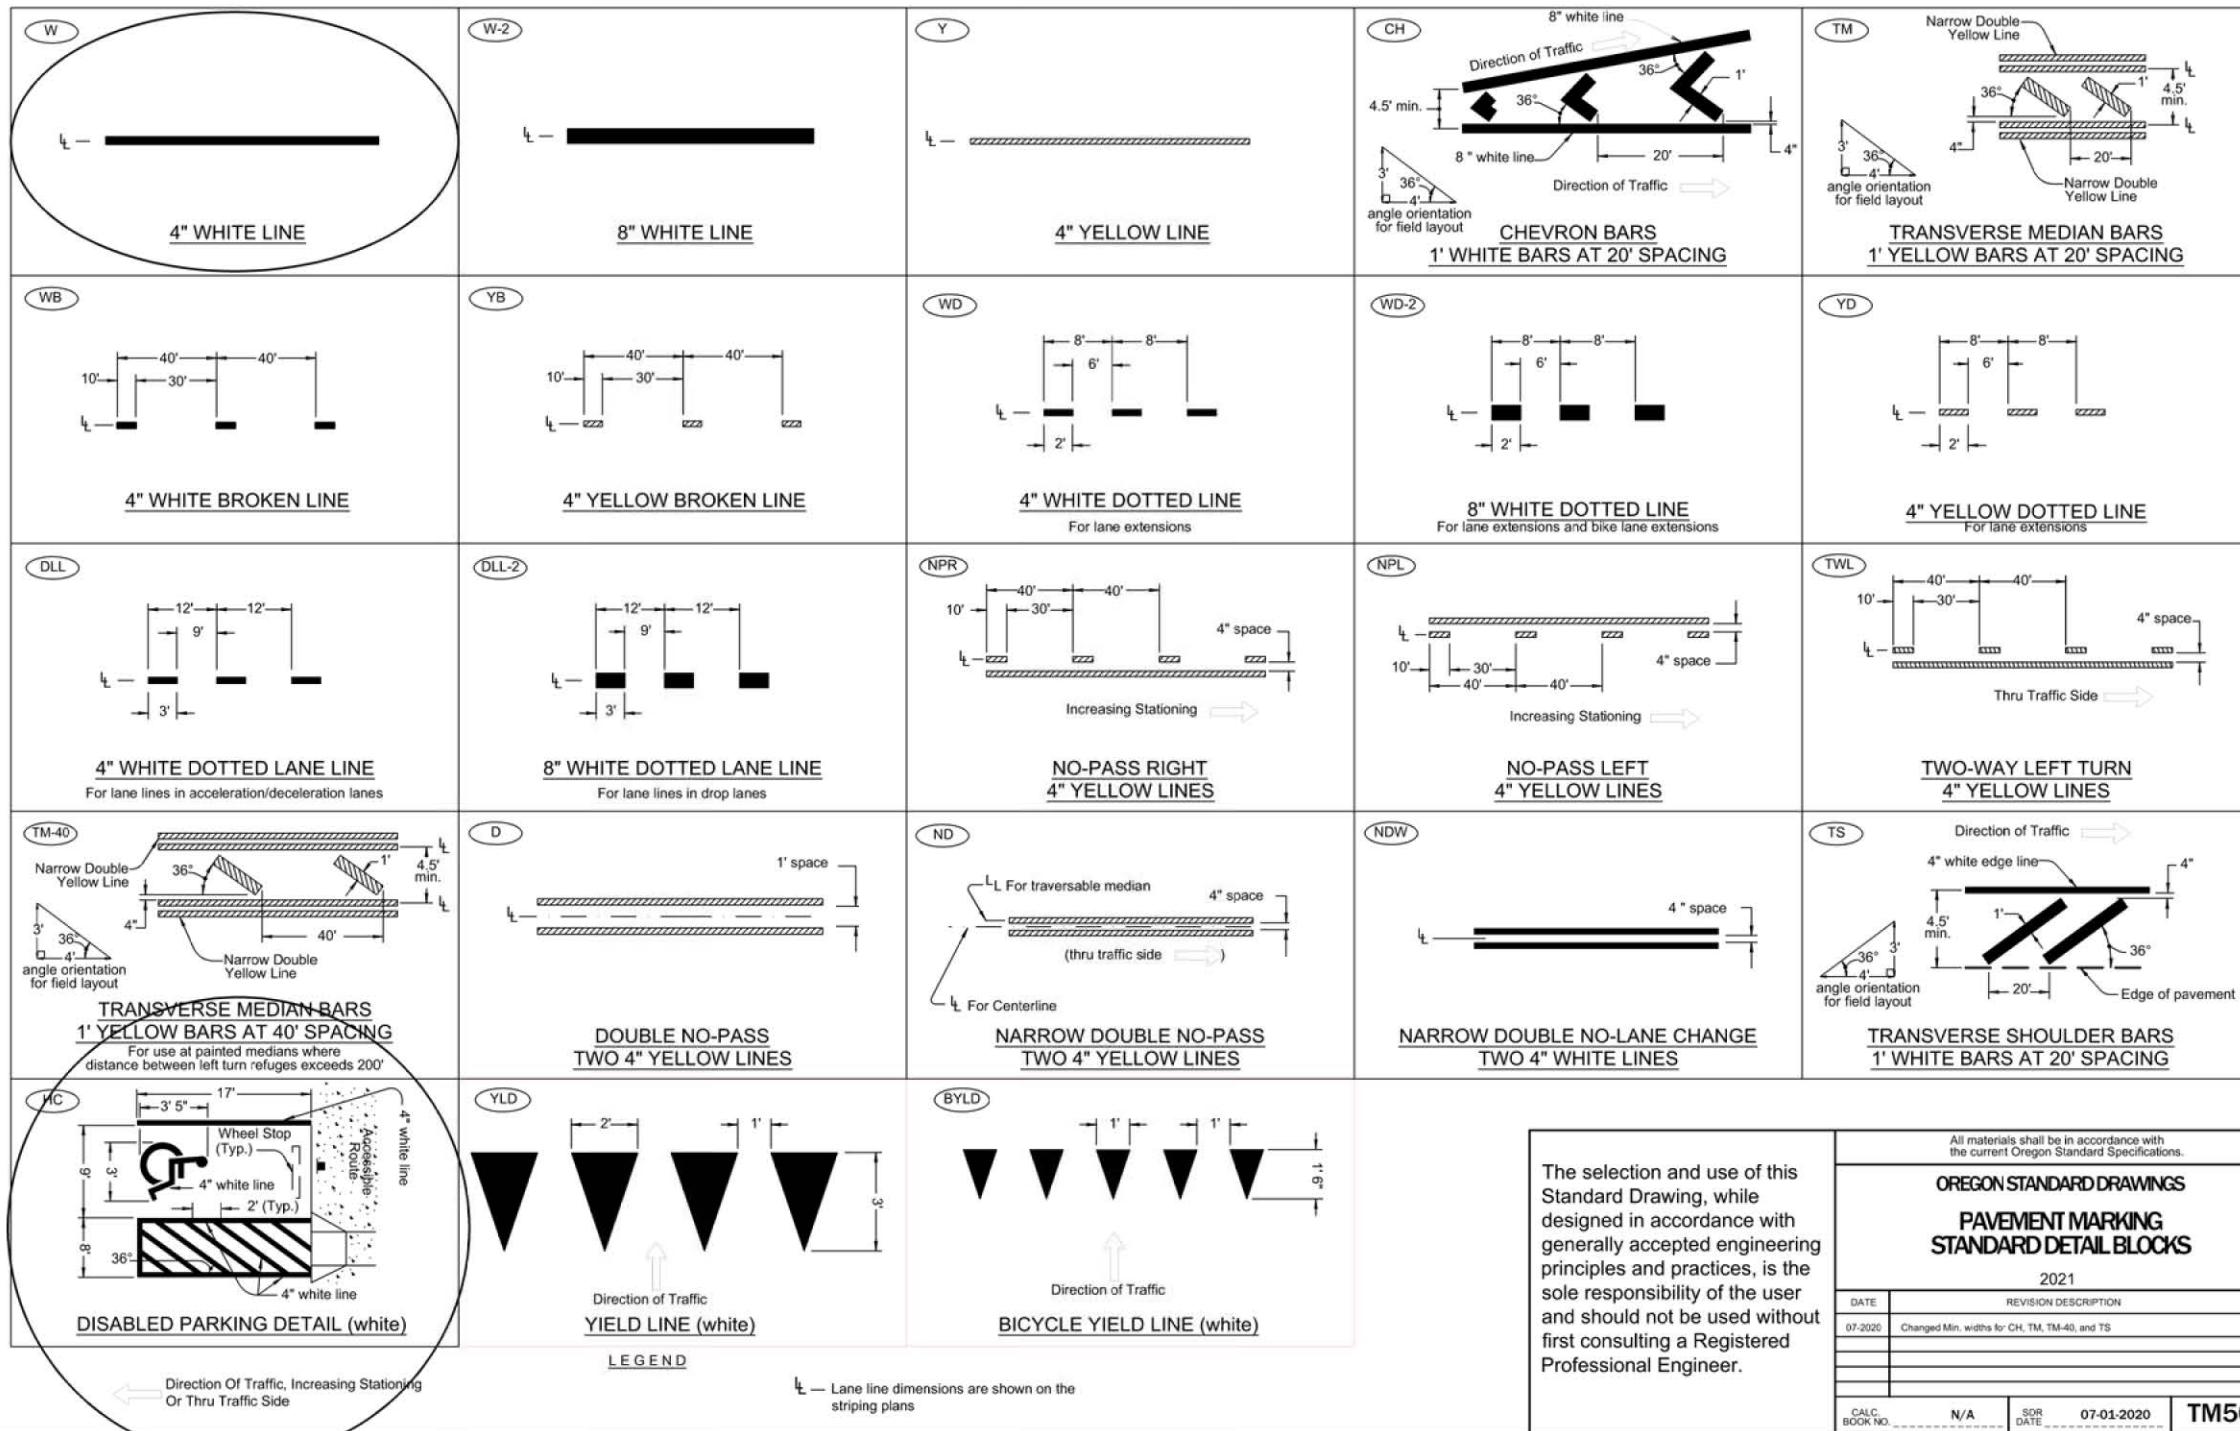 W
4" WHITE LINE
W-2
8" WHITE LINE
Y
4" YELLOW LINE
CH
8" white line
Direction of Traffic
36°
1'
4.5' min.
36°
8 " white line
20'
4"
3'
36°
4'
angle orientation
for field layout
Direction of Traffic
CHEVRON BARS
1' WHITE BARS AT 20' SPACING
TM
Narrow Double
Yellow Line
36°
1'
4.5'
min.
4"
20'
3'
36°
4'
angle orientation
for field layout
Narrow Double
Yellow Line
TRANSVERSE MEDIAN BARS
1' YELLOW BARS AT 20' SPACING
WB
40' 40'
10' 30'
4" WHITE BROKEN LINE
YB
40' 40'
10' 30'
4" YELLOW BROKEN LINE
WD
8' 8'
6'
2'
4" WHITE DOTTED LINE
For lane extensions
WD-2
8' 8'
6'
2'
8" WHITE DOTTED LINE
For lane extensions and bike lane extensions
YD
8' 8'
6'
2'
4" YELLOW DOTTED LINE
For lane extensions
DLL
12' 12'
9'
3'
4" WHITE DOTTED LANE LINE
For lane lines in acceleration/deceleration lanes
DLL-2
12' 12'
9'
3'
8" WHITE DOTTED LANE LINE
For lane lines in drop lanes
NPR
40' 40'
10' 30'
4" space
Increasing Stationing
NO-PASS RIGHT
4" YELLOW LINES
NPL
10' 30'
4" space
40' 40'
Increasing Stationing
NO-PASS LEFT
4" YELLOW LINES
TWL
40' 40'
10' 30'
4" space
Thru Traffic Side
TWO-WAY LEFT TURN
4" YELLOW LINES
TM-40
Narrow Double
Yellow Line
36°
1'
4.5'
min.
4"
40'
3'
36°
4'
angle orientation
for field layout
Narrow Double
Yellow Line
TRANSVERSE MEDIAN BARS
1' YELLOW BARS AT 40' SPACING
For use at painted medians where
distance between left turn refuges exceeds 200'
D
1' space
DOUBLE NO-PASS
TWO 4" YELLOW LINES
ND
For traversable median
4" space
(thru traffic side )
For Centerline
NARROW DOUBLE NO-PASS
TWO 4" YELLOW LINES
NDW
4 " space
NARROW DOUBLE NO-LANE CHANGE
TWO 4" WHITE LINES
TS
Direction of Traffic
4" white edge line
4"
4.5'
min.
1'
36°
3'
36°
4'
angle orientation
for field layout
20'
Edge of pavement
TRANSVERSE SHOULDER BARS
1' WHITE BARS AT 20' SPACING
HC
17'
3' 5"
4" white line
Wheel Stop
(Typ.)
Accessible
Route
9'
3'
4" white line
2' (Typ.)
8'
36°
4" white line
DISABLED PARKING DETAIL (white)
YLD
2' 1'
3'
Direction of Traffic
YIELD LINE (white)
BYLD
1' 1'
1' 6"
Direction of Traffic
BICYCLE YIELD LINE (white)
LEGEND
Direction Of Traffic, Increasing Stationing
Or Thru Traffic Side
Lane line dimensions are shown on the
striping plans
The selection and use of this
Standard Drawing, while
designed in accordance with
generally accepted engineering
principles and practices, is the
sole responsibility of the user
and should not be used without
first consulting a Registered
Professional Engineer.
All materials shall be in accordance with
the current Oregon Standard Specifications.
OREGON STANDARD DRAWINGS
PAVEMENT MARKING
STANDARD DETAIL BLOCKS
2021
DATE REVISION DESCRIPTION
07-2020 Changed Min. widths for CH, TM, TM-40, and TS
CALC.
BOOK NO. N/A
SDR
DATE 07-01-2020